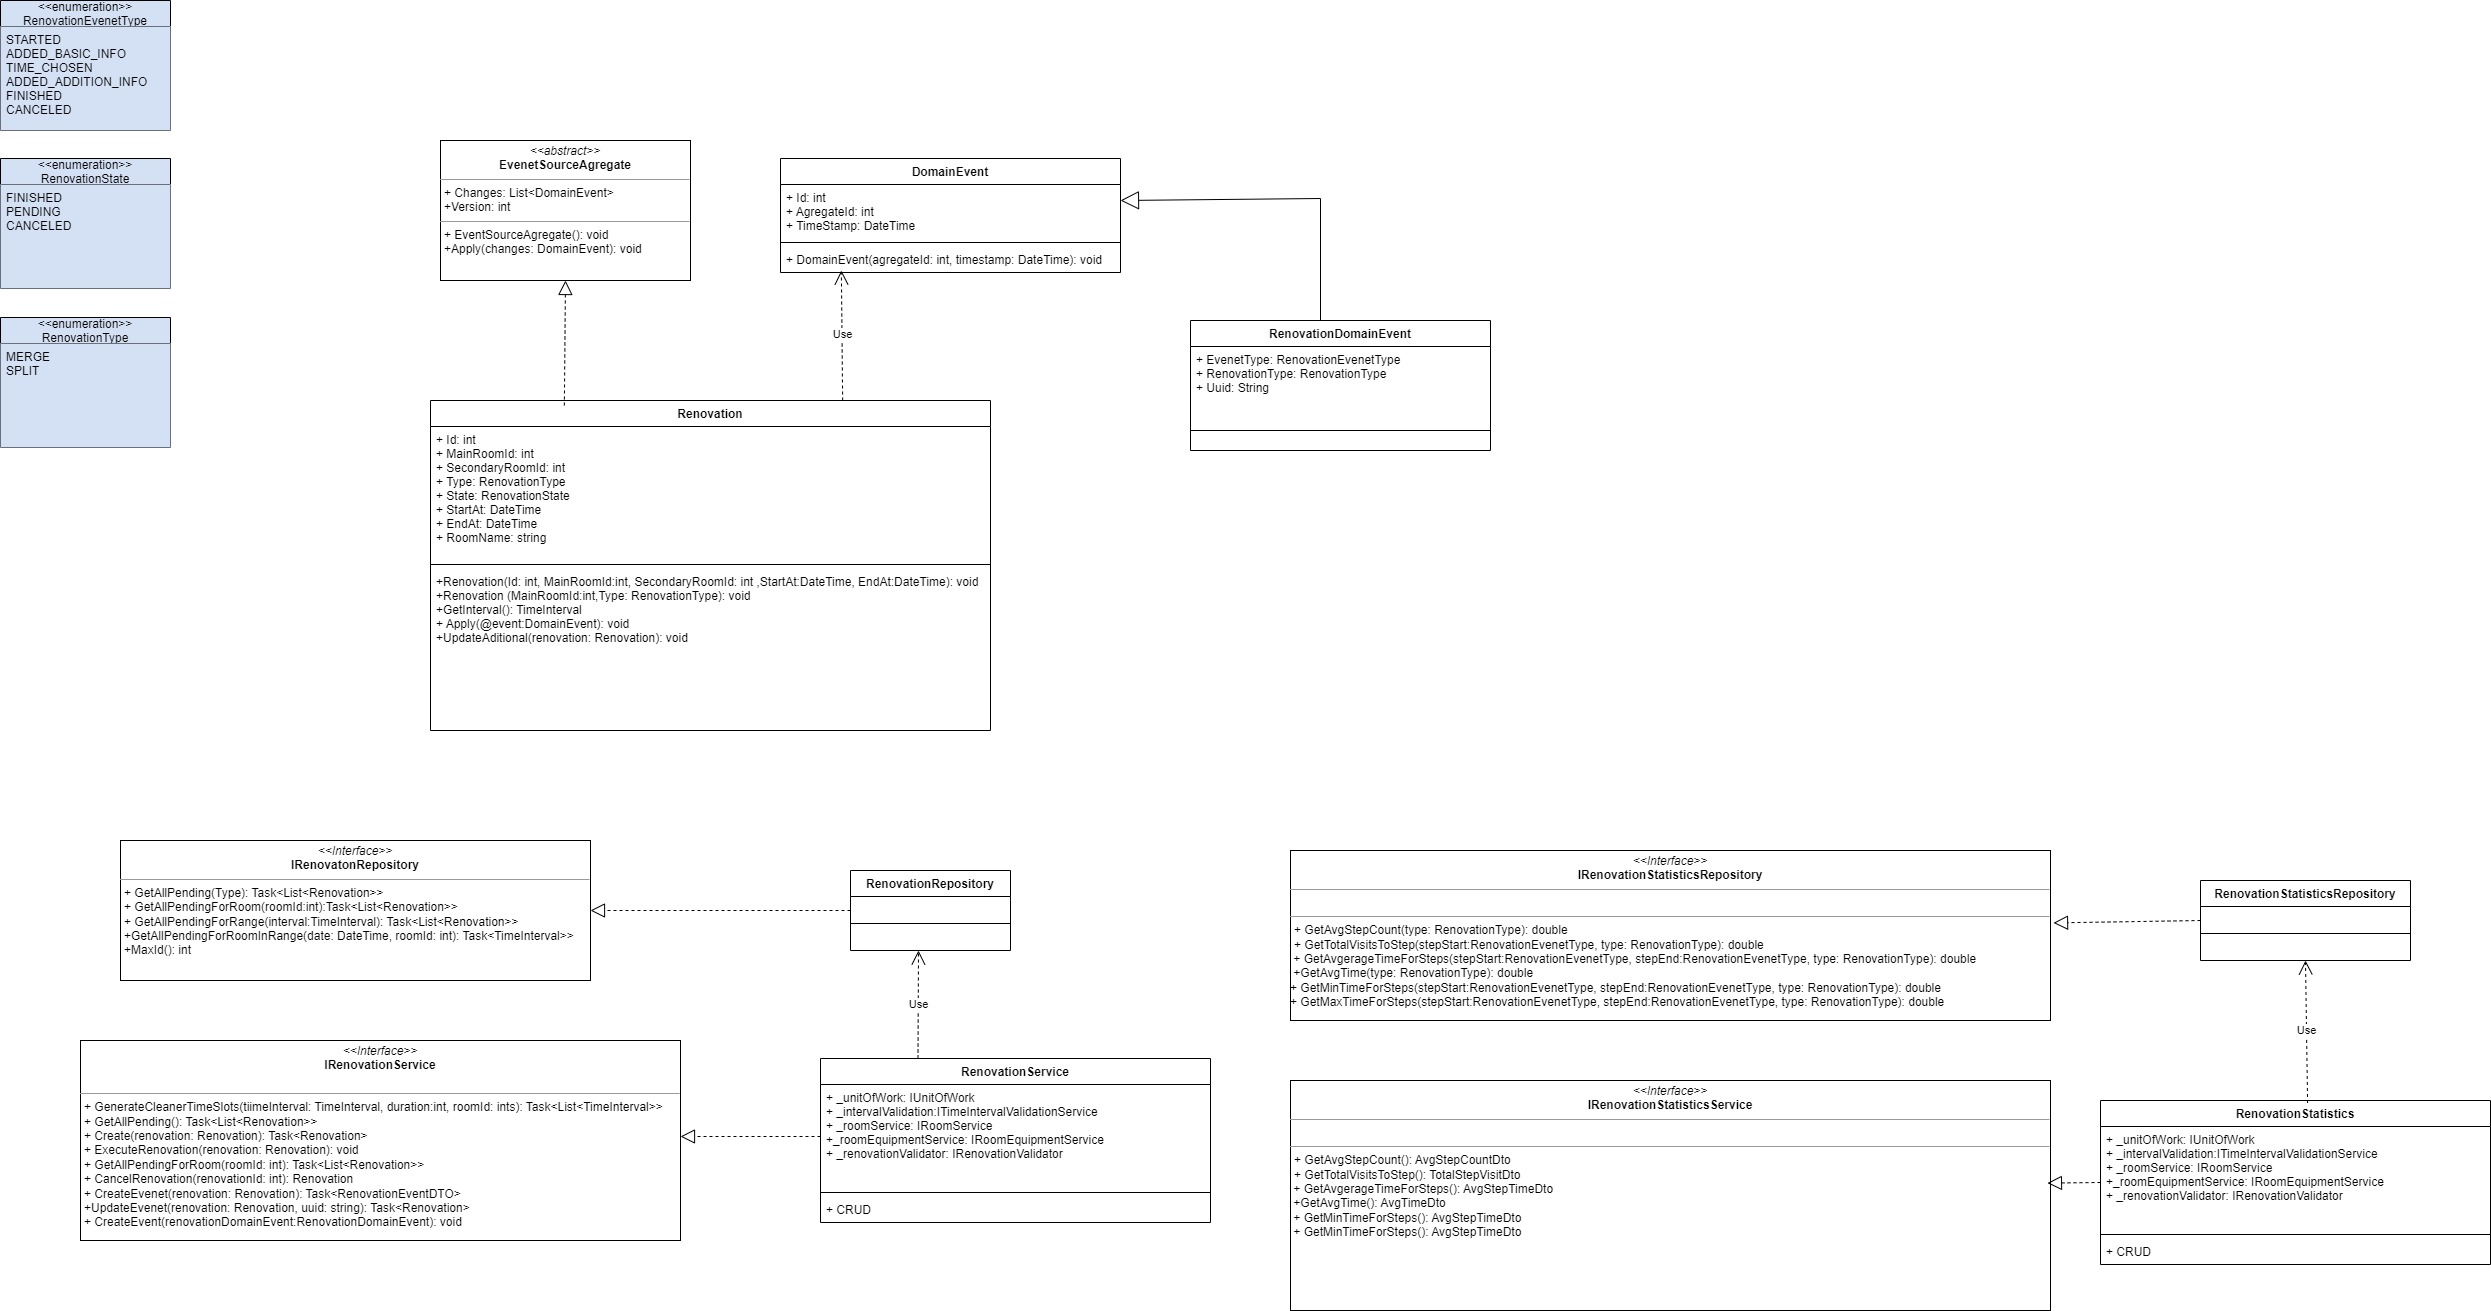 <<enumeration>>
RenovationEvenetType
STARTED
ADDED_BASIC_INFO
TIME_CHOSEN
ADDED_ADDITION_INFO
FINISHED
CANCELED
<<enumeration>>
RenovationState
FINISHED
PENDING
CANCELED
<<enumeration>>
RenovationType
MERGE
SPLIT
<<abstract>>
EvenetSourceAgregate
+ Changes: List<DomainEvent>
+Version: int
+ EventSourceAgregate(): void
+Apply(changes: DomainEvent): void
DomainEvent
+ Id: int
+ AgregateId: int
+ TimeStamp: DateTime
+ DomainEvent(agregateId: int, timestamp: DateTime): void
Use
RenovationDomainEvent
+ EvenetType: RenovationEvenetType
+ RenovationType: RenovationType
+ Uuid: String
Renovation
+ Id: int
+ MainRoomId: int
+ SecondaryRoomId: int
+ Type: RenovationType
+ State: RenovationState
+ StartAt: DateTime
+ EndAt: DateTime
+ RoomName: string
+Renovation(Id: int, MainRoomId:int, SecondaryRoomId: int ,StartAt:DateTime, EndAt:DateTime): void
+Renovation (MainRoomId:int,Type: RenovationType): void
+GetInterval(): TimeInterval
+ Apply(@event:DomainEvent): void
+UpdateAditional(renovation: Renovation): void
<<Interface>>
IRenovatonRepository
+ GetAllPending(Type): Task<List<Renovation>>
+ GetAllPendingForRoom(roomId:int):Task<List<Renovation>>
+ GetAllPendingForRange(interval:TimeInterval): Task<List<Renovation>>
+GetAllPendingForRoomInRange(date: DateTime, roomId: int): Task<TimeInterval>>
+MaxId(): int
RenovationRepository
Use
<<Interface>>
IRenovationService
+ GenerateCleanerTimeSlots(tiimeInterval: TimeInterval, duration:int, roomId: ints): Task<List<TimeInterval>>
+ GetAllPending(): Task<List<Renovation>>
+ Create(renovation: Renovation): Task<Renovation>
+ ExecuteRenovation(renovation: Renovation): void
+ GetAllPendingForRoom(roomId: int): Task<List<Renovation>>
+ CancelRenovation(renovationId: int): Renovation
+ CreateEvenet(renovation: Renovation): Task<RenovationEventDTO>
+UpdateEvenet(renovation: Renovation, uuid: string): Task<Renovation>
+ CreateEvent(renovationDomainEvent:RenovationDomainEvent): void
RenovationService
+ _unitOfWork: IUnitOfWork
+ _intervalValidation:ITimeIntervalValidationService
+ _roomService: IRoomService
+_roomEquipmentService: IRoomEquipmentService
+ _renovationValidator: IRenovationValidator
+ CRUD
<<Interface>>
IRenovationStatisticsRepository
+ GetAvgStepCount(type: RenovationType): double
+ GetTotalVisitsToStep(stepStart:RenovationEvenetType, type: RenovationType): double
+ GetAvgerageTimeForSteps(stepStart:RenovationEvenetType, stepEnd:RenovationEvenetType, type: RenovationType): double
+GetAvgTime(type: RenovationType): double
+ GetMinTimeForSteps(stepStart:RenovationEvenetType, stepEnd:RenovationEvenetType, type: RenovationType): double
+ GetMaxTimeForSteps(stepStart:RenovationEvenetType, stepEnd:RenovationEvenetType, type: RenovationType): double
RenovationStatisticsRepository
Use
<<Interface>>
IRenovationStatisticsService
+ GetAvgStepCount(): AvgStepCountDto
+ GetTotalVisitsToStep(): TotalStepVisitDto
+ GetAvgerageTimeForSteps(): AvgStepTimeDto
+GetAvgTime(): AvgTimeDto
+ GetMinTimeForSteps(): AvgStepTimeDto
+ GetMinTimeForSteps(): AvgStepTimeDto
RenovationStatistics
+ _unitOfWork: IUnitOfWork
+ _intervalValidation:ITimeIntervalValidationService
+ _roomService: IRoomService
+_roomEquipmentService: IRoomEquipmentService
+ _renovationValidator: IRenovationValidator
+ CRUD